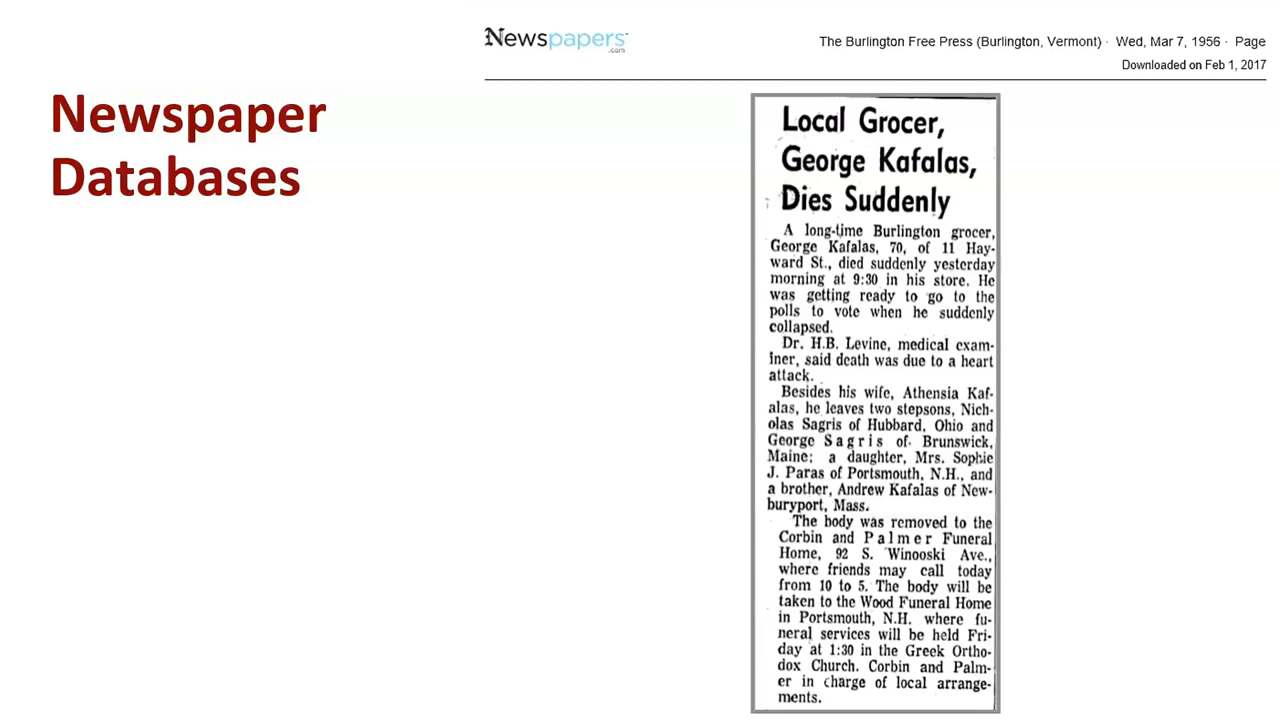 Newspapers
.com
The Burlington Free Press (Burlington, Vermont) · Wed, Mar 7, 1956 · Page
Downloaded on Feb 1, 2017
Newspaper
Databases
Local Grocer,
George Kafalas,
Dies Suddenly
A long-time Burlington grocer,
George Kafalas, 70, of 11 Hay-
ward St., died suddenly yesterday
morning at 9:30 in his store. He
was getting ready to go to the
polls to vote when he suddenly
collapsed.
Dr. H.B. Levine, medical exam-
iner, said death was due to a heart
attack.
Besides his wife, Athensia Kaf-
alas, he leaves two stepsons, Nich-
olas Sagris of Hubbard, Ohio and
George Sagris of Brunswick,
Maine; a daughter, Mrs. Sophie
J. Paras of Portsmouth, N.H., and
a brother, Andrew Kafalas of New-
buryport, Mass.
The body was removed to the
Corbin and Palmer Funeral
Home, 92 S. Winooski Ave.,
where friends may call today
from 10 to 5. The body will be
taken to the Wood Funeral Home
in Portsmouth, N.H. where fu-
neral services will be held Fri-
day at 1:30 in the Greek Ortho-
dox Church. Corbin and Palm-
er in charge of local arrange-
ments.